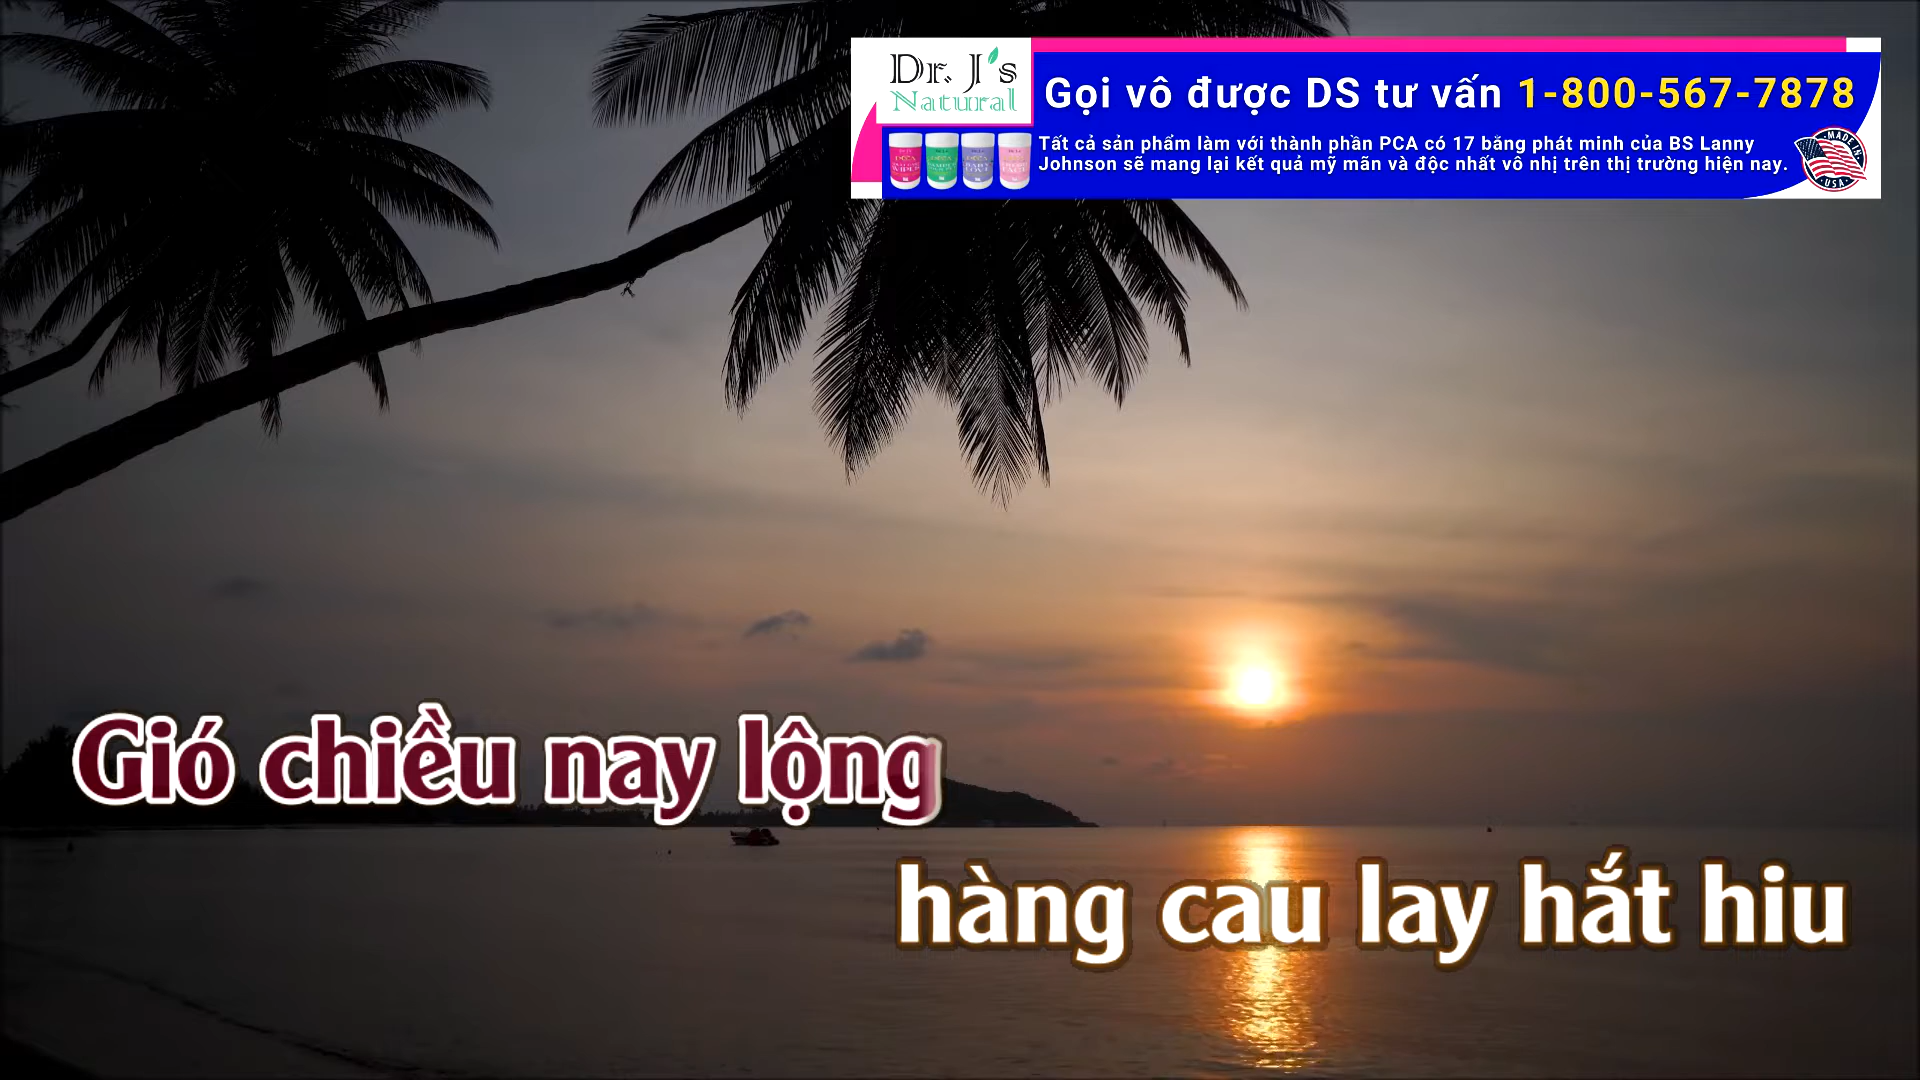 Dr. J's
Natural
Gọi vô được DS tư vấn 1-800-567-7878
Tất cả sản phẩm làm với thành phần PCA có 17 bằng phát minh của BS Lanny
Johnson sẽ mang lại kết quả mỹ mãn và độc nhất vô nhị trên thị trường hiện nay.
MADE IN
USA
Gió chiều nay lộng
hàng cau lay hắt hiu